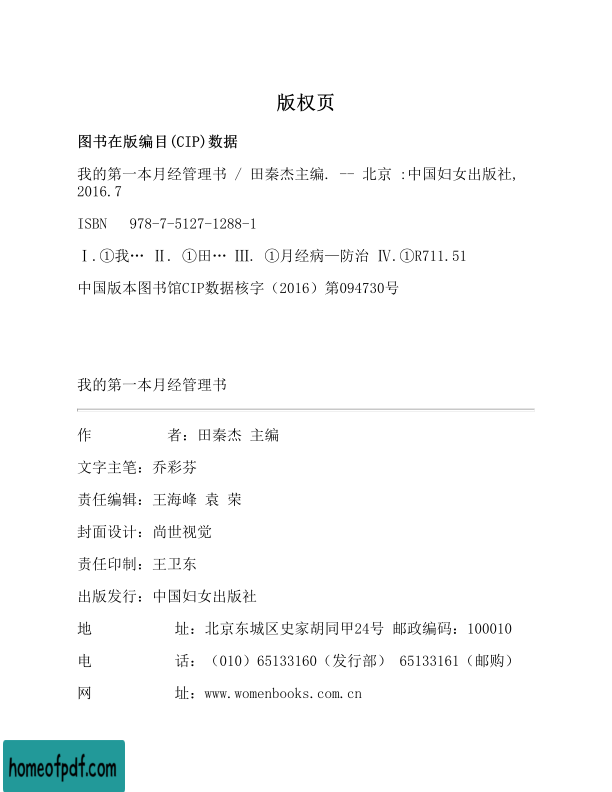 版权页
图书在版编目(CIP)数据
我的第一本月经管理书 / 田秦杰主编. -- 北京 :中国妇女出版社,
2016.7
ISBN 978-7-5127-1288-1
Ⅰ.①我… Ⅱ. ①田… Ⅲ. ①月经病—防治 Ⅳ.①R711.51
中国版本图书馆CIP数据核字（2016）第094730号
我的第一本月经管理书
作 者：田秦杰 主编
文字主笔：乔彩芬
责任编辑：王海峰 袁 荣
封面设计：尚世视觉
责任印制：王卫东
出版发行：中国妇女出版社
地 址：北京东城区史家胡同甲24号 邮政编码：100010
电 话：（010）65133160（发行部） 65133161（邮购）
网 址：www.womenbooks.com.cn
homeofpdf.com